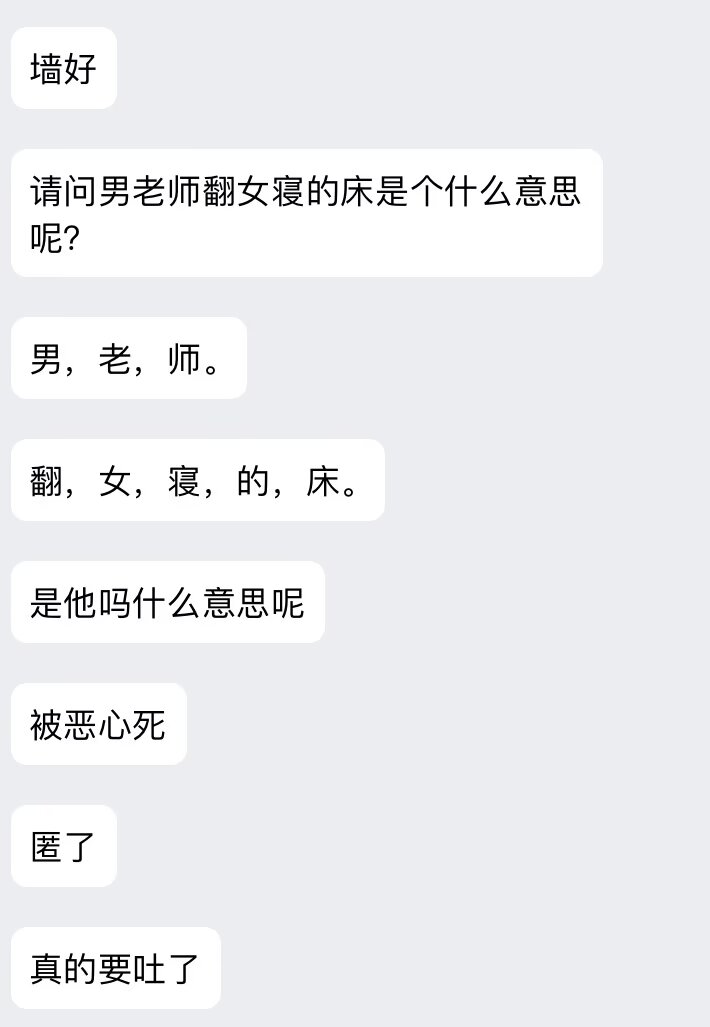 墙好
请问男老师翻女寝的床是个什么意思
呢？
男，老，师。
翻，女，寝，的，床。
是他吗什么意思呢
被恶心死
匿了
真的要吐了